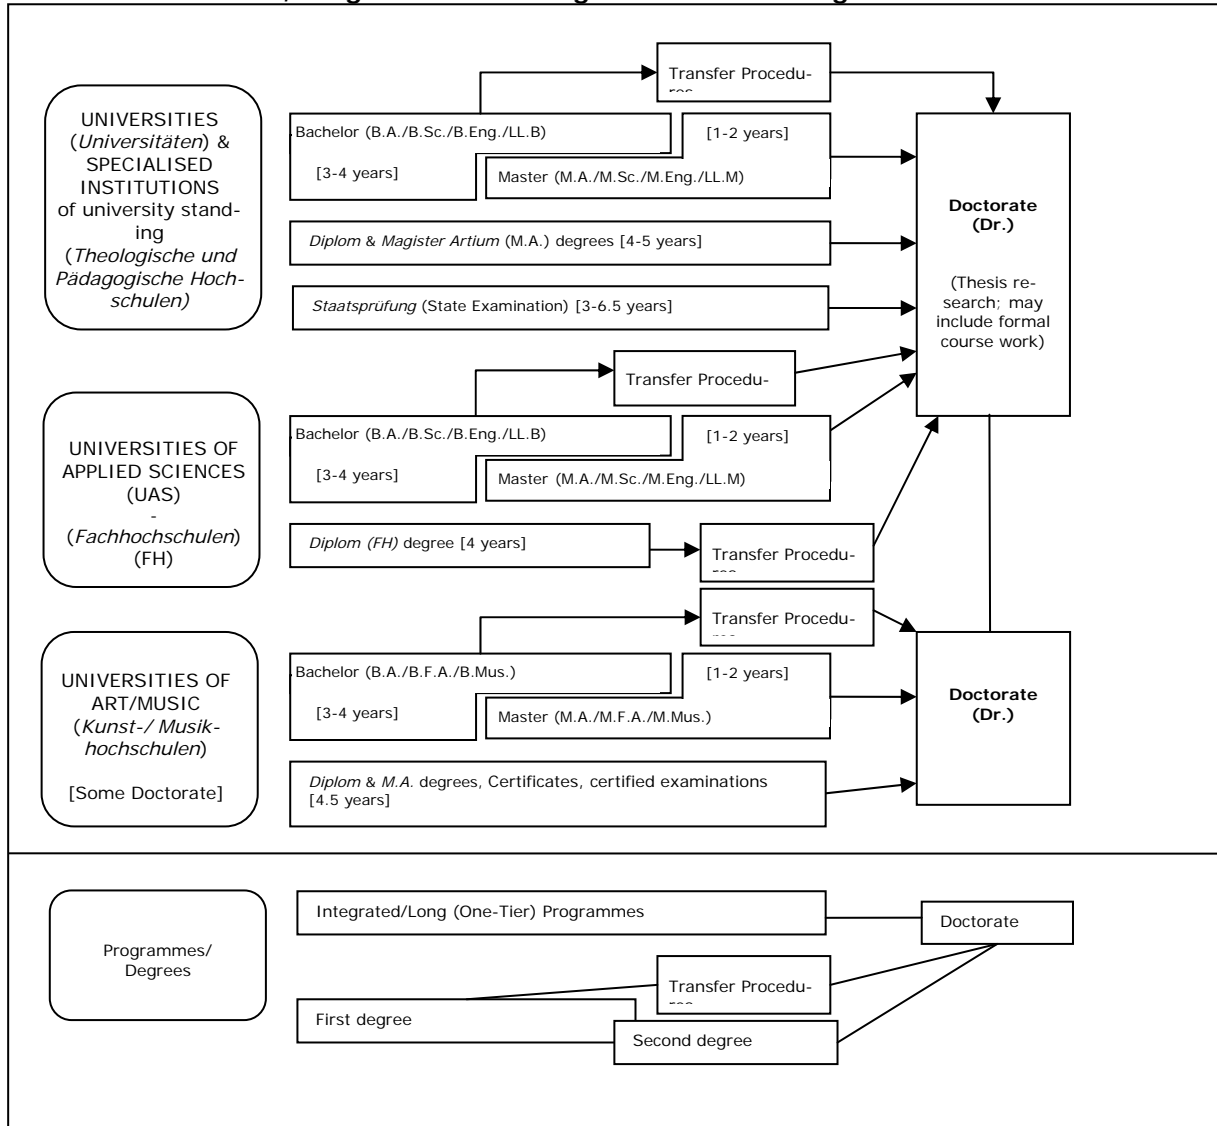 UNIVERSITIES
(Universitäten) &
SPECIALISED
INSTITUTIONS
of university stand-
ing
(Theologische und
Pädagogische Hoch-
schulen)
Transfer Procedu-
Bachelor (B.A./B.Sc./B.Eng./LL.B)
[3-4 years]
[1-2 years]
Master (M.A./M.Sc./M.Eng./LL.M)
Diplom & Magister Artium (M.A.) degrees [4-5 years]
Staatsprüfung (State Examination) [3-6.5 years]
Doctorate
(Dr.)
(Thesis re-
search; may
include formal
course work)
UNIVERSITIES OF
APPLIED SCIENCES
(UAS)
-
(Fachhochschulen)
(FH)
Transfer Procedu-
Bachelor (B.A./B.Sc./B.Eng./LL.B)
[3-4 years]
[1-2 years]
Master (M.A./M.Sc./M.Eng./LL.M)
Diplom (FH) degree [4 years]
Transfer Procedu-
UNIVERSITIES OF
ART/MUSIC
(Kunst-/ Musik-
hochschulen)
[Some Doctorate]
Transfer Procedu-
Bachelor (B.A./B.F.A./B.Mus.)
[3-4 years]
[1-2 years]
Master (M.A./M.F.A./M.Mus.)
Diplom & M.A. degrees, Certificates, certified examinations
[4.5 years]
Doctorate
(Dr.)
Programmes/
Degrees
Integrated/Long (One-Tier) Programmes
Doctorate
Transfer Procedu-
First degree
Second degree